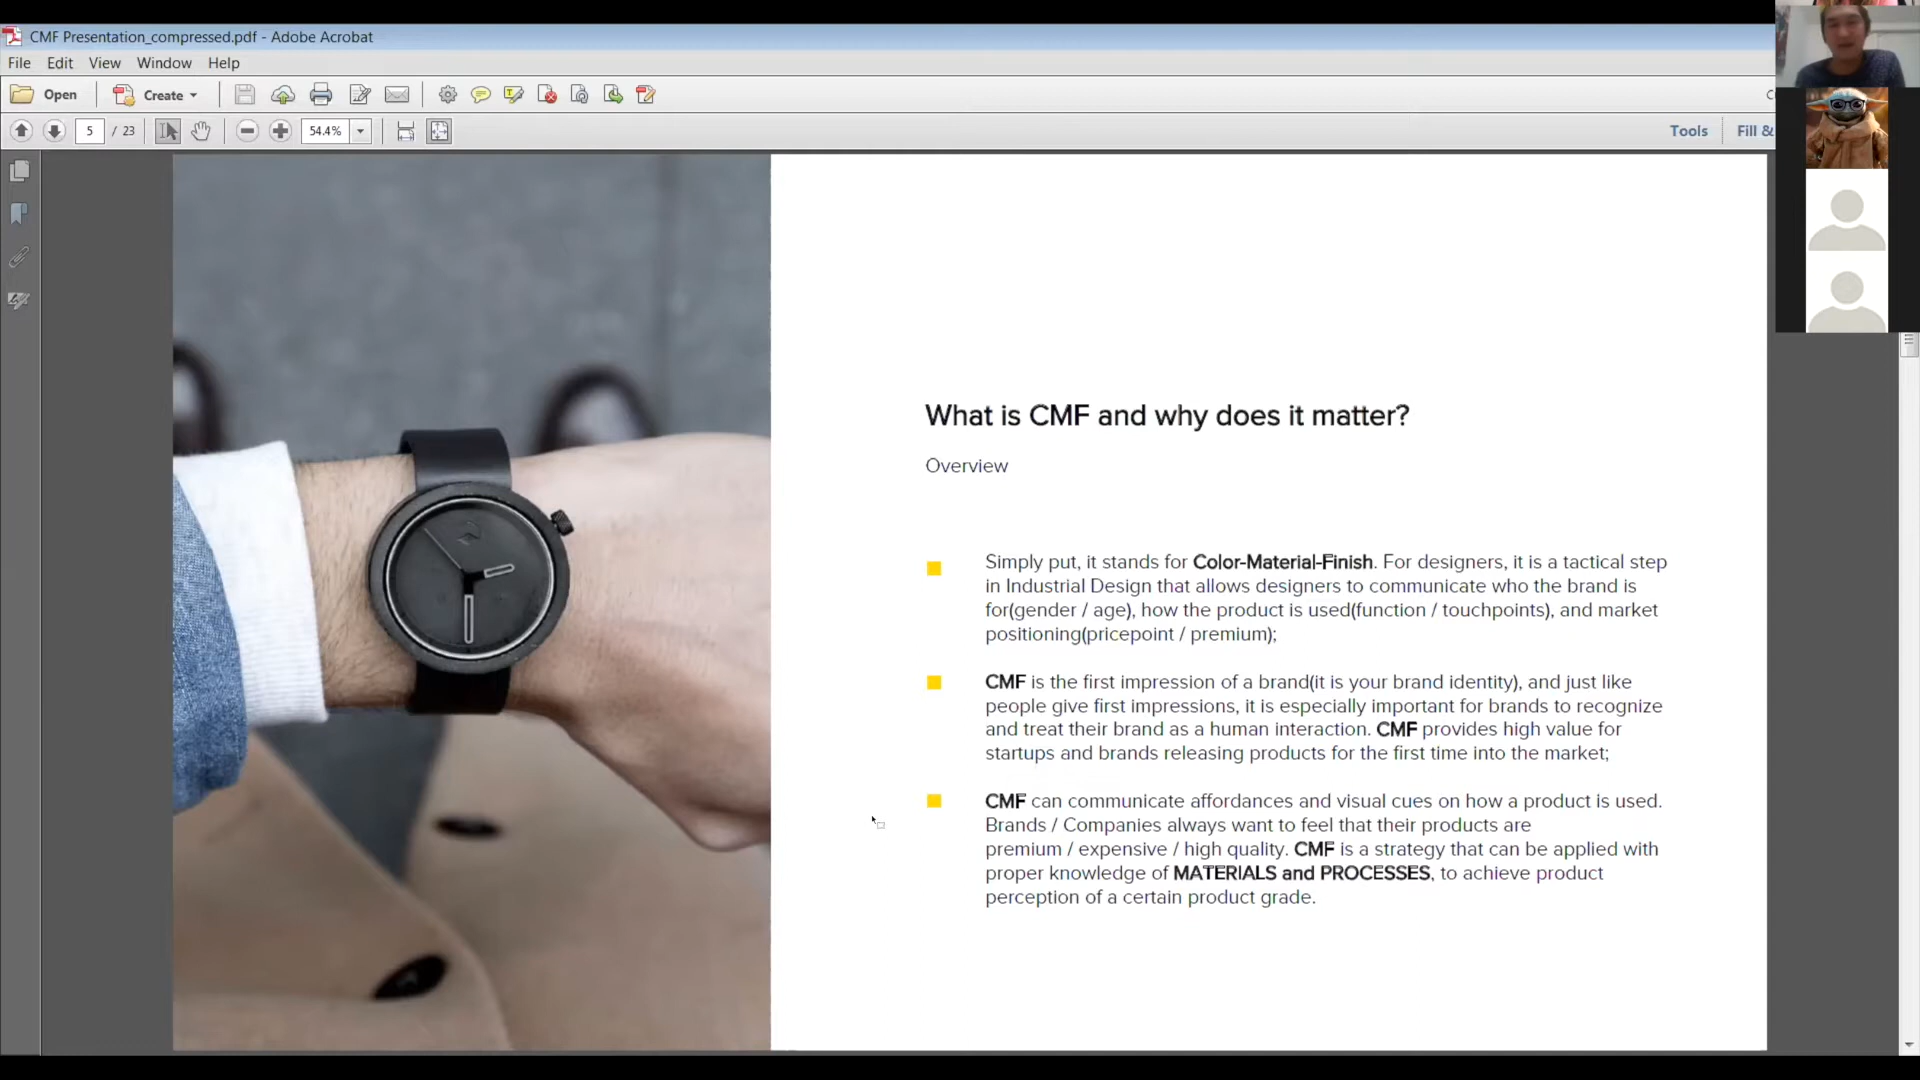 CMF Presentation_compressed.pdf - Adobe Acrobat
File Edit View Window Help
Open Create
5 / 23 54.4% Tools Fill &
What is CMF and why does it matter?
Overview
Simply put, it stands for Color-Material-Finish. For designers, it is a tactical step
in Industrial Design that allows designers to communicate who the brand is
for(gender / age), how the product is used(function / touchpoints), and market
positioning(pricepoint / premium);
CMF is the first impression of a brand(it is your brand identity), and just like
people give first impressions, it is especially important for brands to recognize
and treat their brand as a human interaction. CMF provides high value for
startups and brands releasing products for the first time into the market;
CMF can communicate affordances and visual cues on how a product is used.
Brands / Companies always want to feel that their products are
premium / expensive / high quality. CMF is a strategy that can be applied with
proper knowledge of MATERIALS and PROCESSES, to achieve product
perception of a certain product grade.